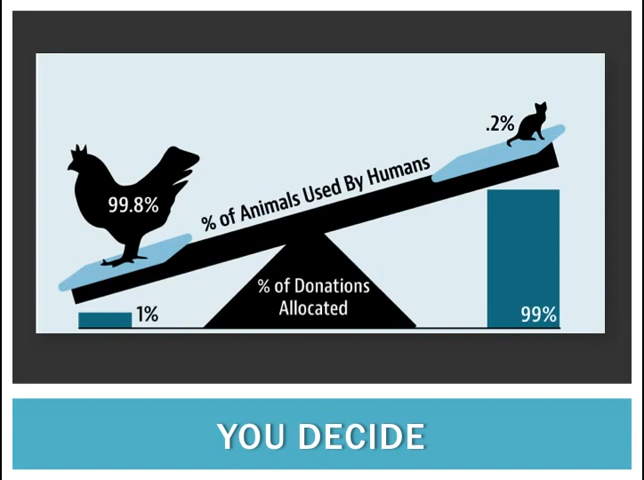 .2%
% of Animals Used By Humans
99.8%
% of Donations
Allocated
1%
99%
YOU DECIDE